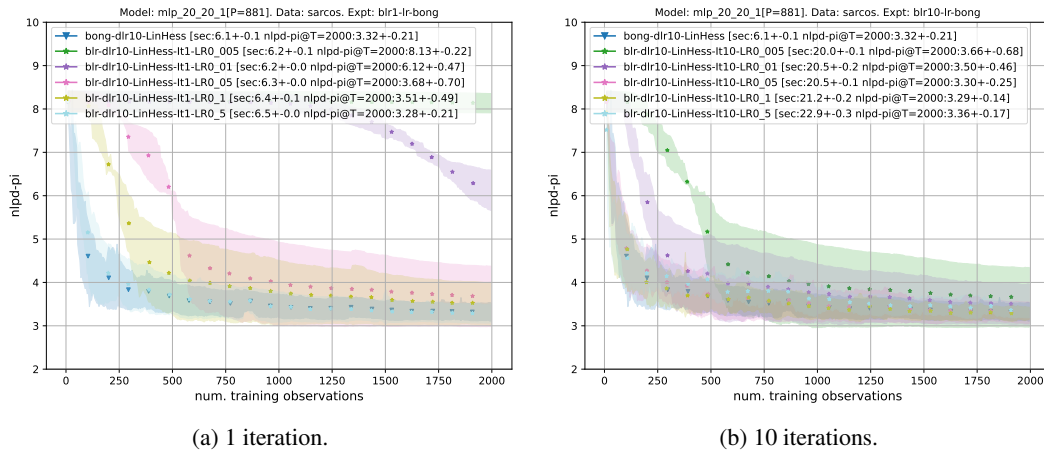 Model: mlp_20_20_1[P=881]. Data: sarcos. Expt: blr1-lr-bong
bong-dlr10-LinHess [sec:6.1+-0.1 nlpd-pi@T=2000:3.32+-0.21]
blr-dlr10-LinHess-It1-LR0_005 [sec:6.2+-0.1 nlpd-pi@T=2000:8.13+-0.22]
blr-dlr10-LinHess-It1-LR0_01 [sec:6.2+-0.0 nlpd-pi@T=2000:6.12+-0.47]
blr-dlr10-LinHess-It1-LR0_05 [sec:6.3+-0.0 nlpd-pi@T=2000:3.68+-0.70]
blr-dlr10-LinHess-It1-LR0_1 [sec:6.4+-0.1 nlpd-pi@T=2000:3.51+-0.49]
blr-dlr10-LinHess-It1-LR0_5 [sec:6.5+-0.0 nlpd-pi@T=2000:3.28+-0.21]
10
9
8
7
6
5
4
3
2
nlpd-pi
0 250 500 750 1000 1250 1500 1750 2000
num. training observations
(a) 1 iteration.
Model: mlp_20_20_1[P=881]. Data: sarcos. Expt: blr10-lr-bong
bong-dlr10-LinHess [sec:6.1+-0.1 nlpd-pi@T=2000:3.32+-0.21]
blr-dlr10-LinHess-It10-LR0_005 [sec:20.0+-0.1 nlpd-pi@T=2000:3.66+-0.68]
blr-dlr10-LinHess-It10-LR0_01 [sec:20.5+-0.2 nlpd-pi@T=2000:3.50+-0.46]
blr-dlr10-LinHess-It10-LR0_05 [sec:20.5+-0.1 nlpd-pi@T=2000:3.30+-0.25]
blr-dlr10-LinHess-It10-LR0_1 [sec:21.2+-0.2 nlpd-pi@T=2000:3.29+-0.14]
blr-dlr10-LinHess-It10-LR0_5 [sec:22.9+-0.3 nlpd-pi@T=2000:3.36+-0.17]
10
9
8
7
6
5
4
3
2
nlpd-pi
0 250 500 750 1000 1250 1500 1750 2000
num. training observations
(b) 10 iterations.